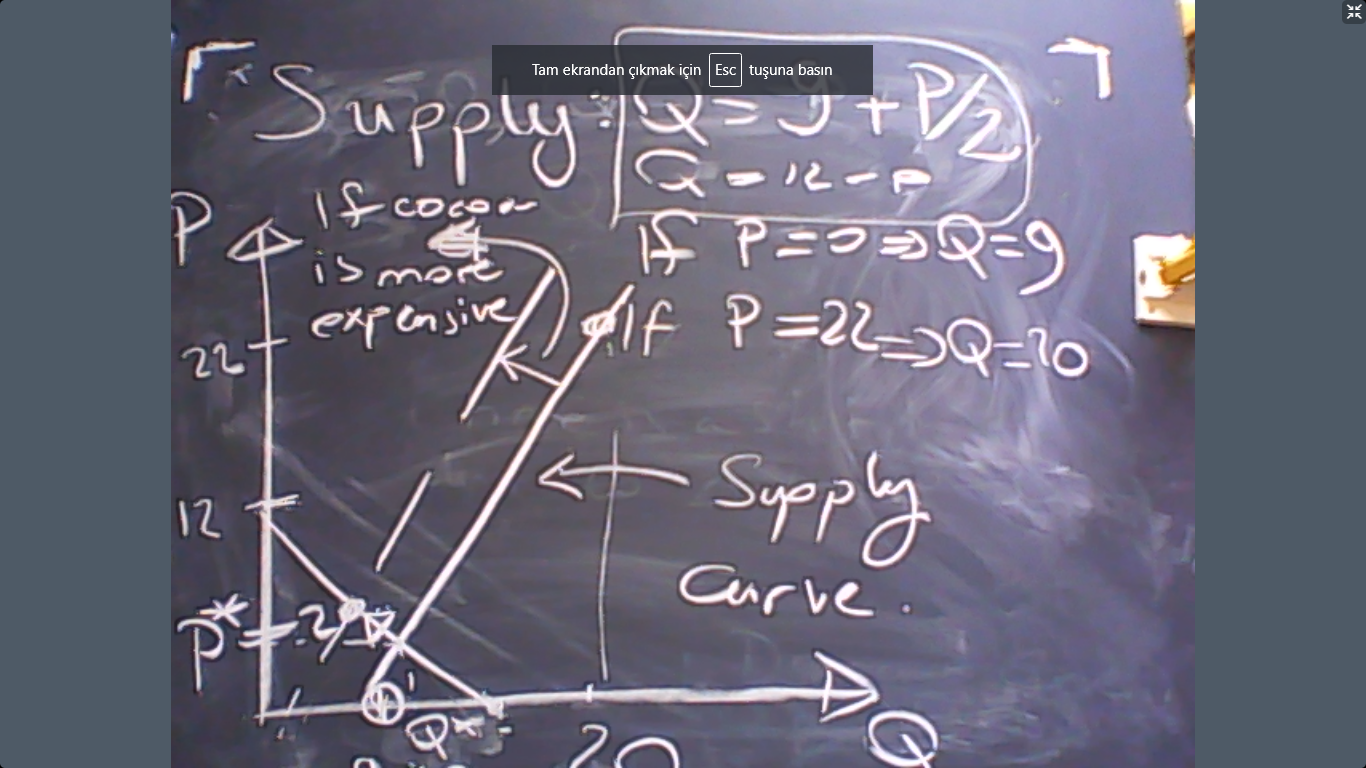 Tam ekrandan çıkmak için Esc tuşuna basın
Supply: Q = 9 + P/2
Q = 12 - P
P
If cocoa
is more
expensive
If P = 0 ⇒ Q = 9
If P = 22 ⇒ Q = 20
22
12
Supply
Curve.
P* = 2
Q*
20
Q